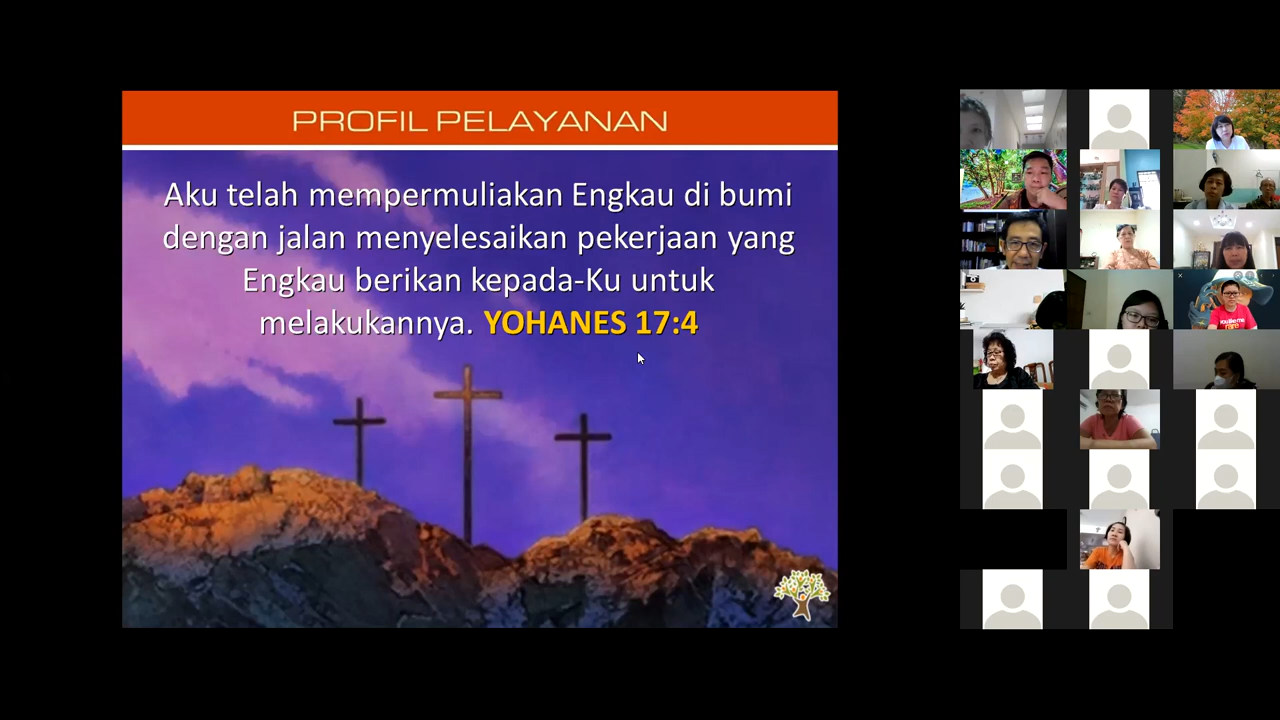 PROFIL PELAYANAN
Aku telah mempermuliakan Engkau di bumi
dengan jalan menyelesaikan pekerjaan yang
Engkau berikan kepada-Ku untuk
melakukannya. YOHANES 17:4